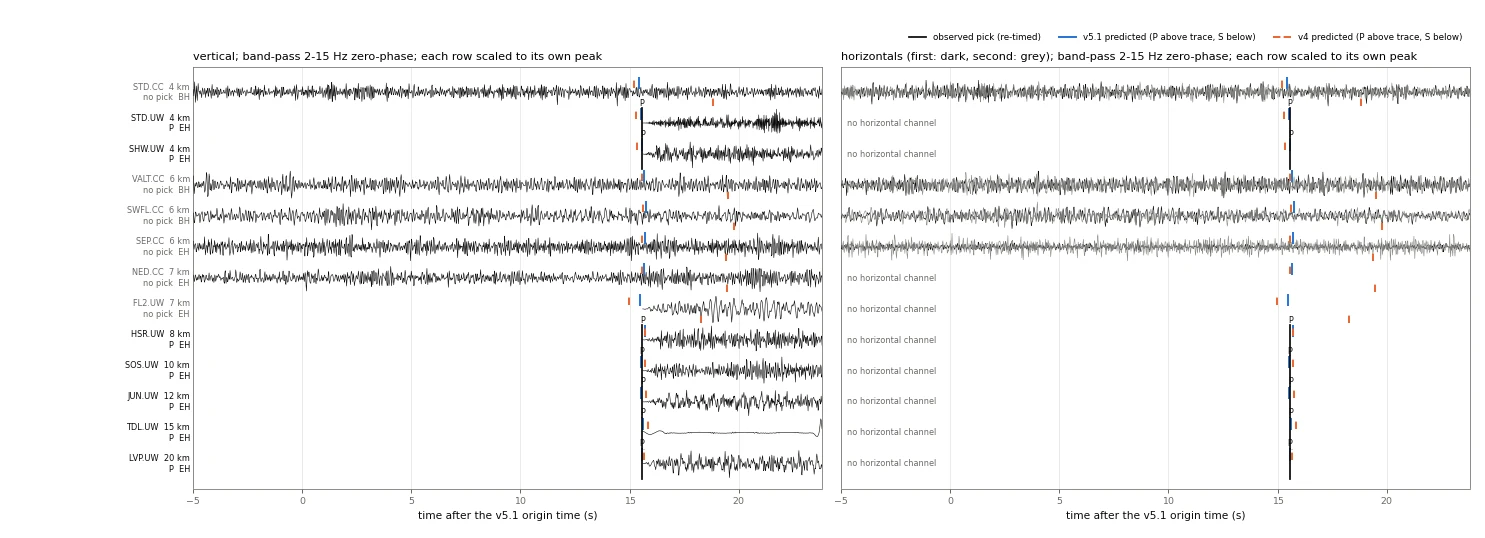 observed pick (re-timed)   v5.1 predicted (P above trace, S below)   v4 predicted (P above trace, S below)
vertical; band-pass 2-15 Hz zero-phase; each row scaled to its own peak
horizontals (first: dark, second: grey); band-pass 2-15 Hz zero-phase; each row scaled to its own peak
STD.CC 4 km
no pick BH
P
P
STD.UW 4 km
P EH
no horizontal channel
P
P
SHW.UW 4 km
P EH
no horizontal channel
VALT.CC 6 km
no pick BH
SWFL.CC 6 km
no pick BH
SEP.CC 6 km
no pick EH
NED.CC 7 km
no pick EH
no horizontal channel
FL2.UW 7 km
no pick EH
no horizontal channel
P
P
HSR.UW 8 km
P EH
no horizontal channel
P
P
SOS.UW 10 km
P EH
no horizontal channel
P
P
JUN.UW 12 km
P EH
no horizontal channel
P
P
TDL.UW 15 km
P EH
no horizontal channel
P
P
LVP.UW 20 km
P EH
no horizontal channel
−5 0 5 10 15 20
−5 0 5 10 15 20
time after the v5.1 origin time (s)
time after the v5.1 origin time (s)